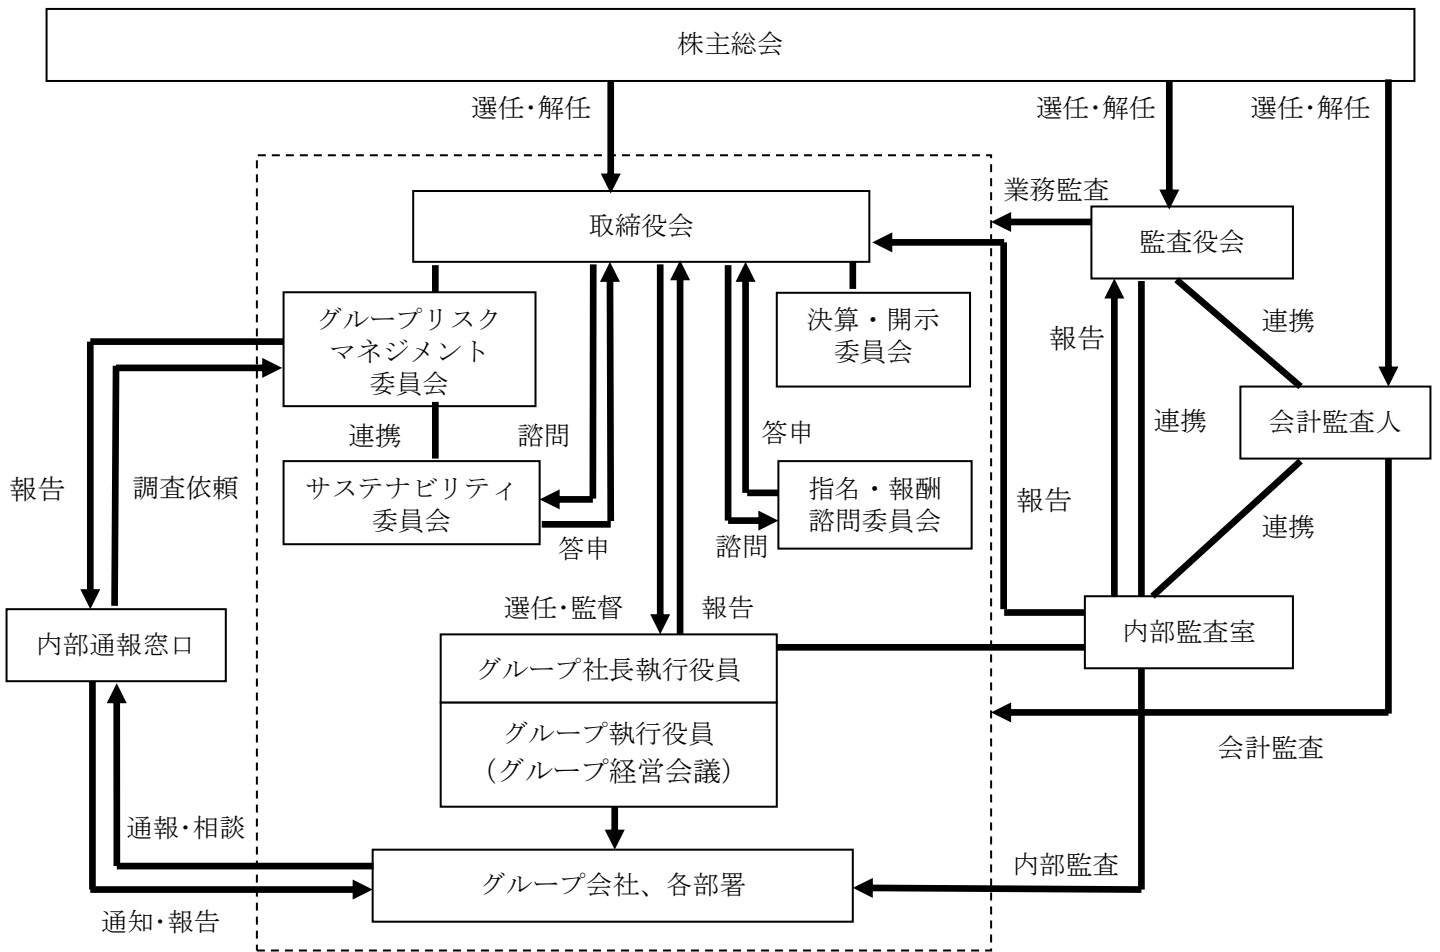 株主総会
選任・解任
選任・解任
選任・解任
業務監査
取締役会
監査役会
グループリスク
マネジメント
委員会
決算・開示
委員会
連携
報告
連携
諮問
答申
連携
会計監査人
報告
調査依頼
サステナビリティ
委員会
指名・報酬
諮問委員会
報告
連携
答申
諮問
選任・監督
報告
内部通報窓口
内部監査室
グループ社長執行役員
グループ執行役員
（グループ経営会議）
会計監査
通報・相談
内部監査
グループ会社、各部署
通知・報告